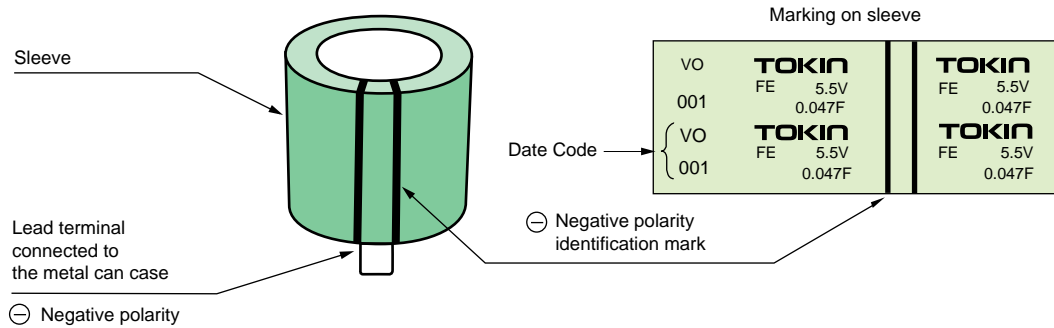 Marking on sleeve
Sleeve
VO TOKIN TOKIN
FE 5.5V FE 5.5V
001 0.047F 0.047F
Date Code VO TOKIN TOKIN
FE 5.5V FE 5.5V
001 0.047F 0.047F
Lead terminal
connected to
the metal can case
⊖ Negative polarity
⊖ Negative polarity
identification mark